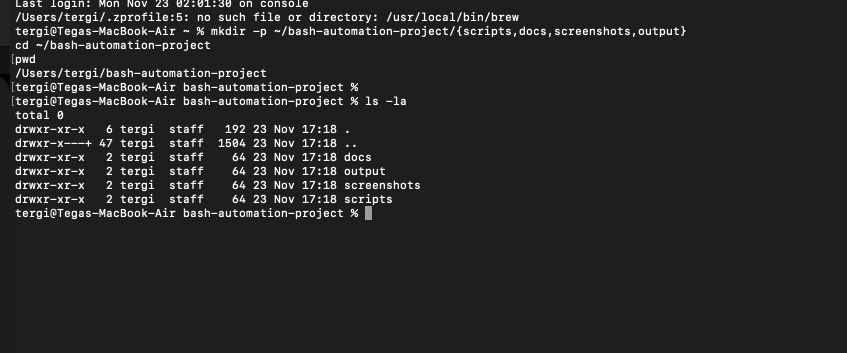 Last login: Mon Nov 23 02:01:30 on console
/Users/tergi/.zprofile:5: no such file or directory: /usr/local/bin/brew
tergi@Tegas-MacBook-Air ~ % mkdir -p ~/bash-automation-project/{scripts,docs,screenshots,output}
cd ~/bash-automation-project
[pwd
/Users/tergi/bash-automation-project
[tergi@Tegas-MacBook-Air bash-automation-project %
[tergi@Tegas-MacBook-Air bash-automation-project % ls -la
total 0
drwxr-xr-x   6 tergi  staff   192 23 Nov 17:18 .
drwxr-x---+ 47 tergi  staff  1504 23 Nov 17:18 ..
drwxr-xr-x   2 tergi  staff    64 23 Nov 17:18 docs
drwxr-xr-x   2 tergi  staff    64 23 Nov 17:18 output
drwxr-xr-x   2 tergi  staff    64 23 Nov 17:18 screenshots
drwxr-xr-x   2 tergi  staff    64 23 Nov 17:18 scripts
tergi@Tegas-MacBook-Air bash-automation-project %